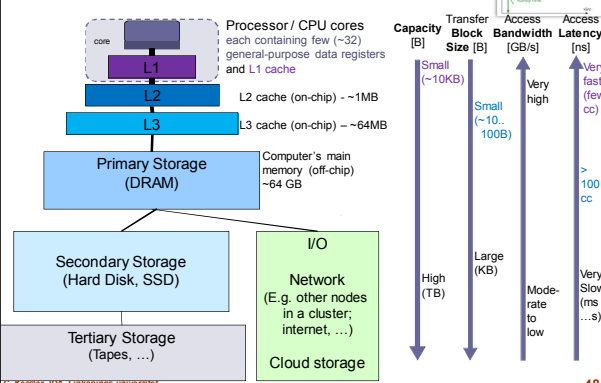 core
L1
L2
L3
Processor / CPU cores
each containing few (~32)
general-purpose data registers
and L1 cache
L2 cache (on-chip) - ~1MB
L3 cache (on-chip) – ~64MB
Primary Storage
(DRAM)
Computer's main
memory (off-chip)
~64 GB
Secondary Storage
(Hard Disk, SSD)
Tertiary Storage
(Tapes, …)
I/O
Network
(E.g. other nodes
in a cluster;
internet, …)
Cloud storage
Capacity
[B]
Small
(~10KB)
High
(TB)
Transfer
Block
Size [B]
Small
(~10..
100B)
Large
(KB)
Access
Bandwidth
[GB/s]
Very
high
Mode-
rate
to
low
Access
Latency
[ns]
Very
fast
(few
cc)
>
100
cc
Very
Slow
(ms
…s)